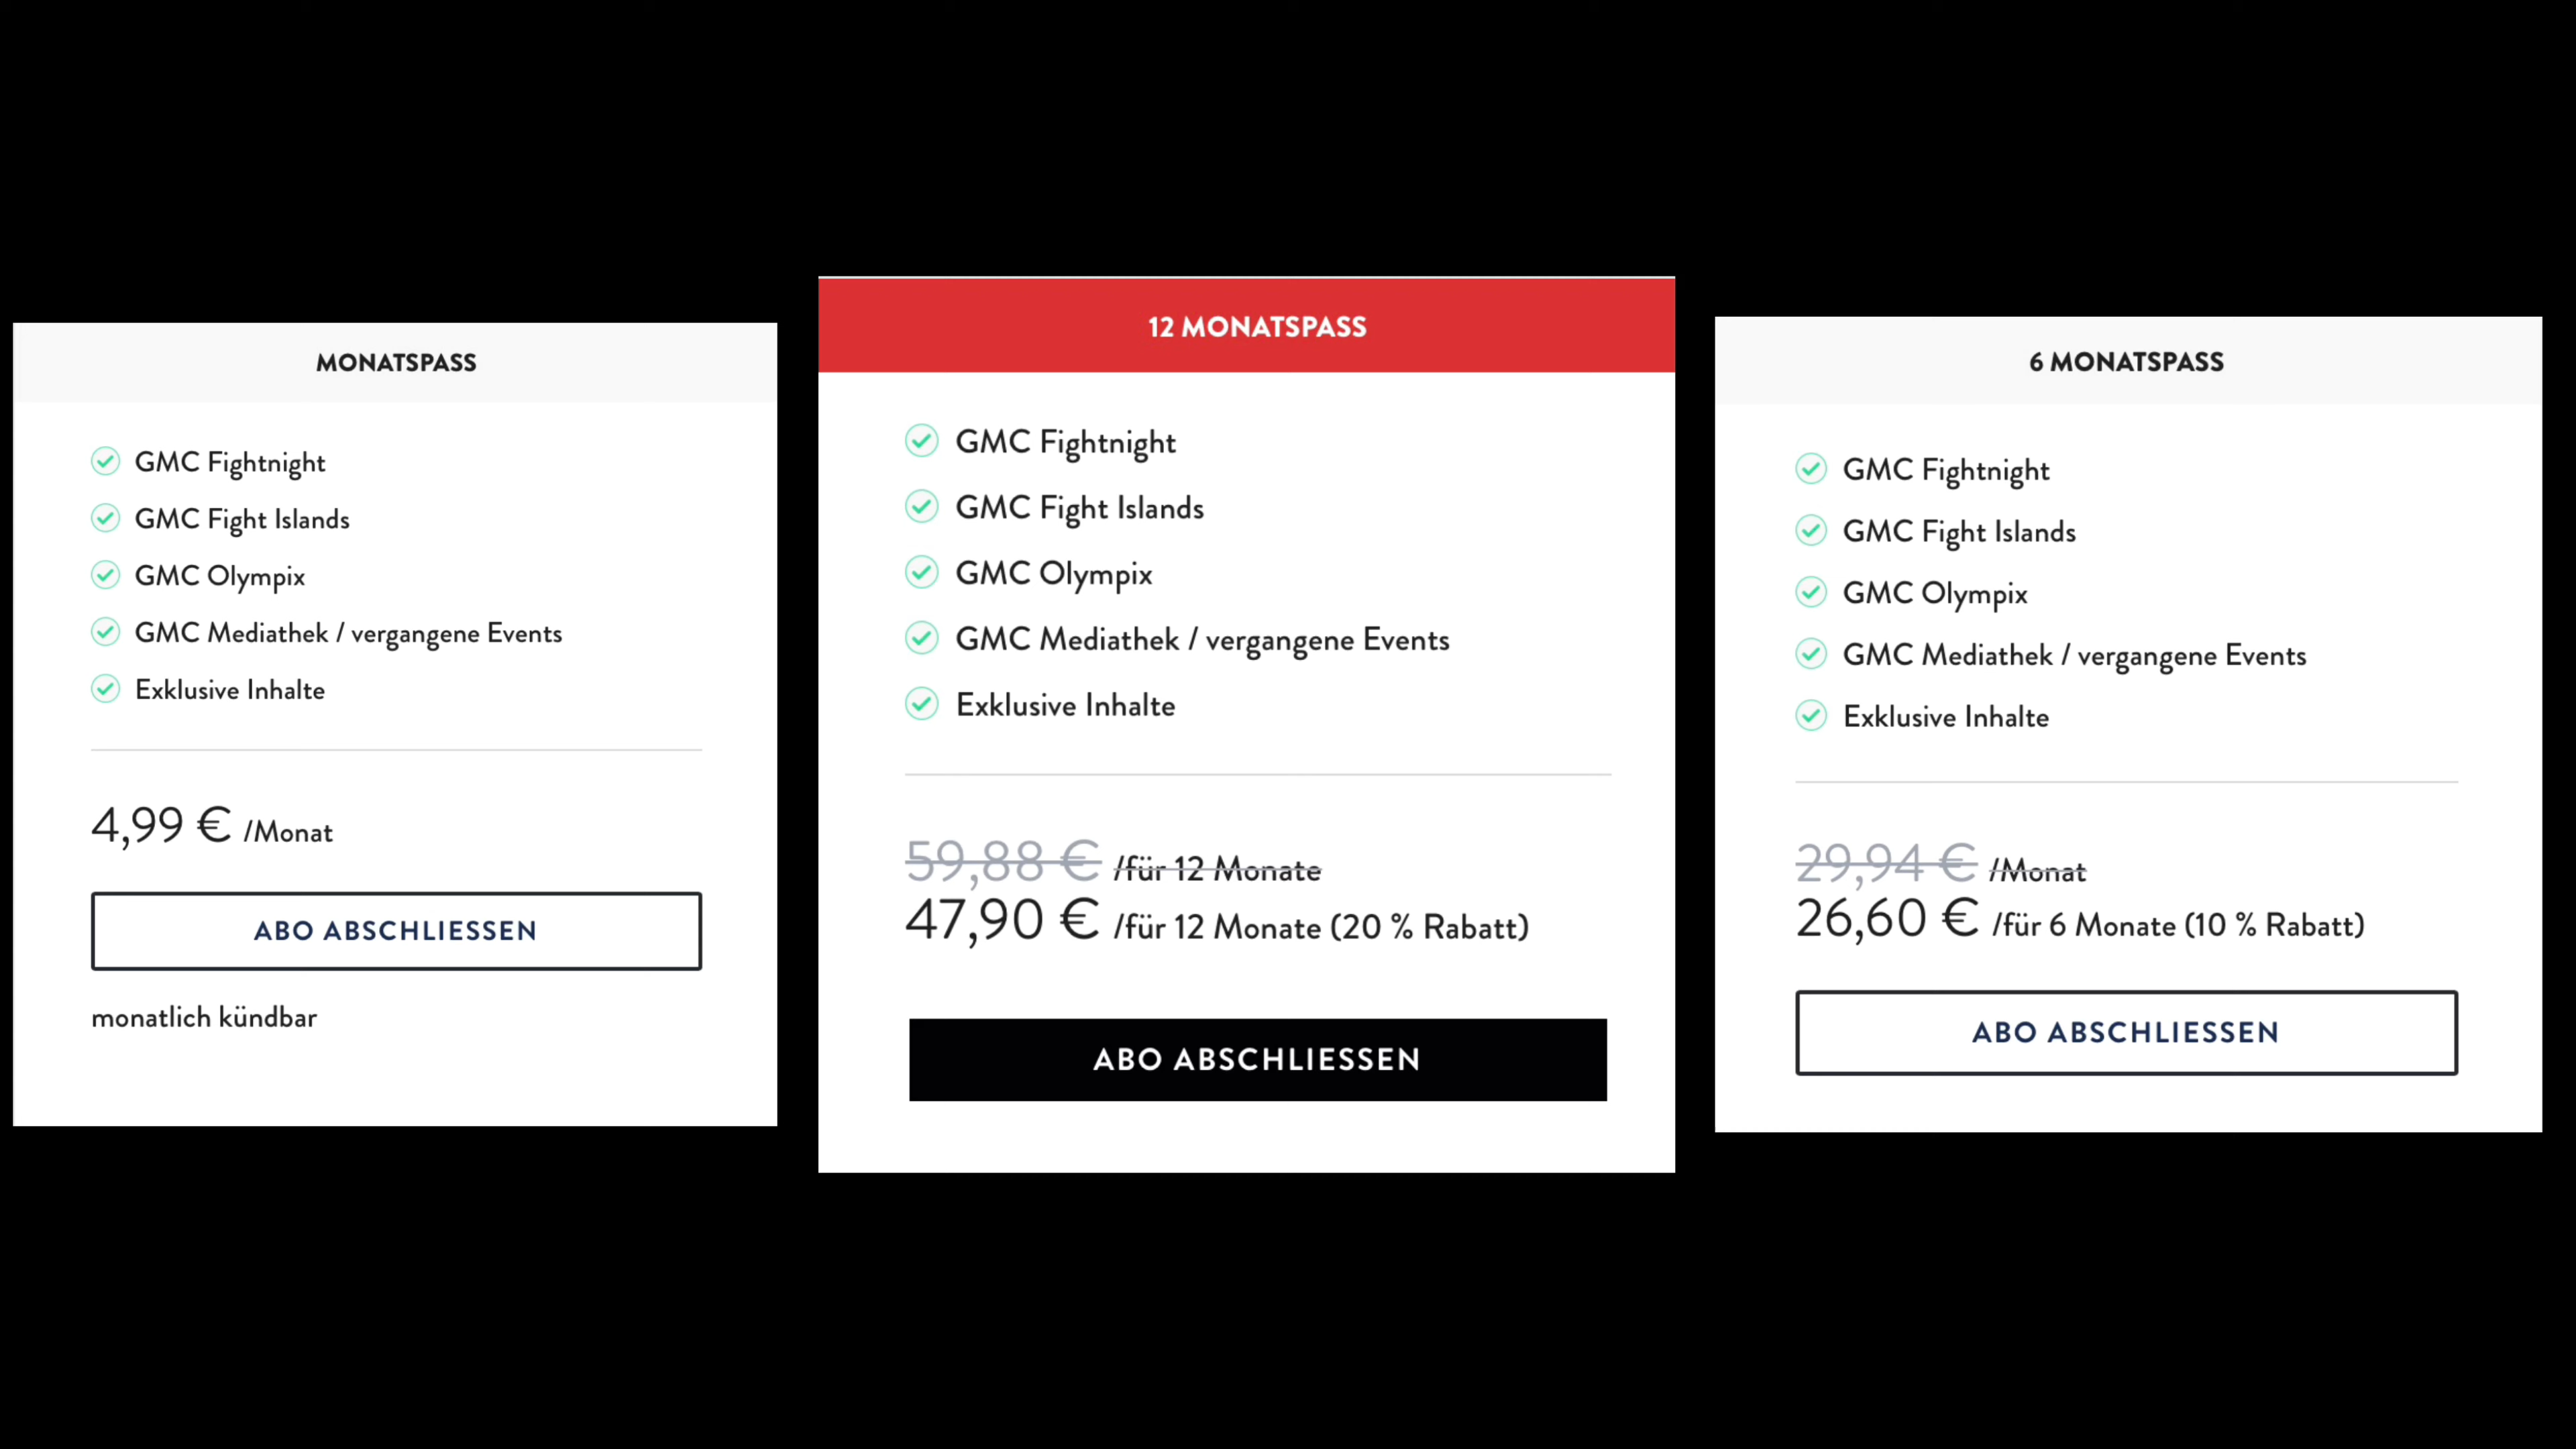 MONATSPASS
GMC Fightnight
GMC Fight Islands
GMC Olympix
GMC Mediathek / vergangene Events
Exklusive Inhalte
4,99 € /Monat
ABO ABSCHLIESSEN
monatlich kündbar
12 MONATSPASS
GMC Fightnight
GMC Fight Islands
GMC Olympix
GMC Mediathek / vergangene Events
Exklusive Inhalte
59,88 € /für 12 Monate
47,90 € /für 12 Monate (20 % Rabatt)
ABO ABSCHLIESSEN
6 MONATSPASS
GMC Fightnight
GMC Fight Islands
GMC Olympix
GMC Mediathek / vergangene Events
Exklusive Inhalte
29,94 € /Monat
26,60 € /für 6 Monate (10 % Rabatt)
ABO ABSCHLIESSEN